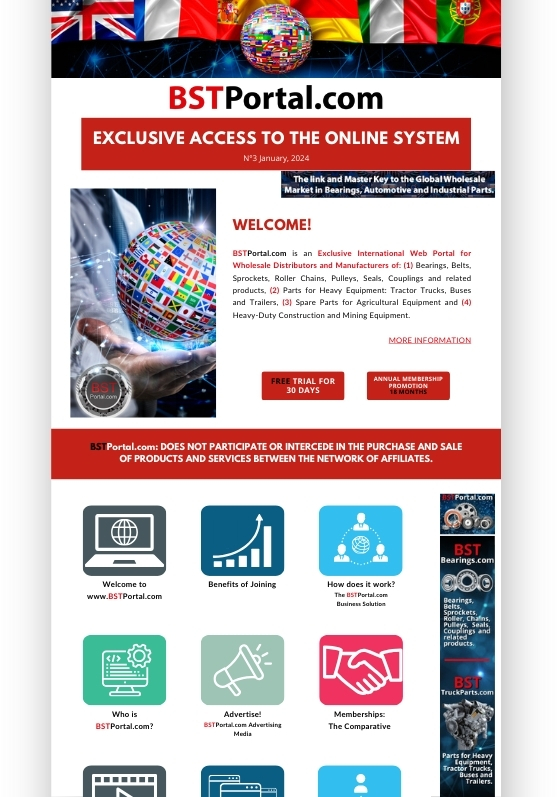 BSTPortal.com
EXCLUSIVE ACCESS TO THE ONLINE SYSTEM
N°3 January, 2024
The link and Master Key to the Global Wholesale
Market in Bearings, Automotive and Industrial Parts.
WELCOME!
BSTPortal.com is an Exclusive International Web Portal for
Wholesale Distributors and Manufacturers of: (1) Bearings, Belts,
Sprockets, Roller Chains, Pulleys, Seals, Couplings and related
products, (2) Parts for Heavy Equipment: Tractor Trucks, Buses
and Trailers, (3) Spare Parts for Agricultural Equipment and (4)
Heavy-Duty Construction and Mining Equipment.
MORE INFORMATION
BST
Portal.com
FREE TRIAL FOR
30 DAYS
ANNUAL MEMBERSHIP
PROMOTION
18 MONTHS
BSTPortal.com: DOES NOT PARTICIPATE OR INTERCEDE IN THE PURCHASE AND SALE
OF PRODUCTS AND SERVICES BETWEEN THE NETWORK OF AFFILIATES.
Welcome to
www.BSTPortal.com
Benefits of Joining
How does it work?
The BSTPortal.com
Business Solution
Who is
BSTPortal.com?
Advertise!
BSTPortal.com Advertising
Media
Memberships:
The Comparative
BSTPortal.com
BST
Bearings.com
Bearings,
Belts,
Sprockets,
Roller, Chains,
Pulleys, Seals,
Couplings and
related
products.
BST
TruckParts.com
Parts for Heavy
Equipment,
Tractor Trucks,
Buses and
Trailers.